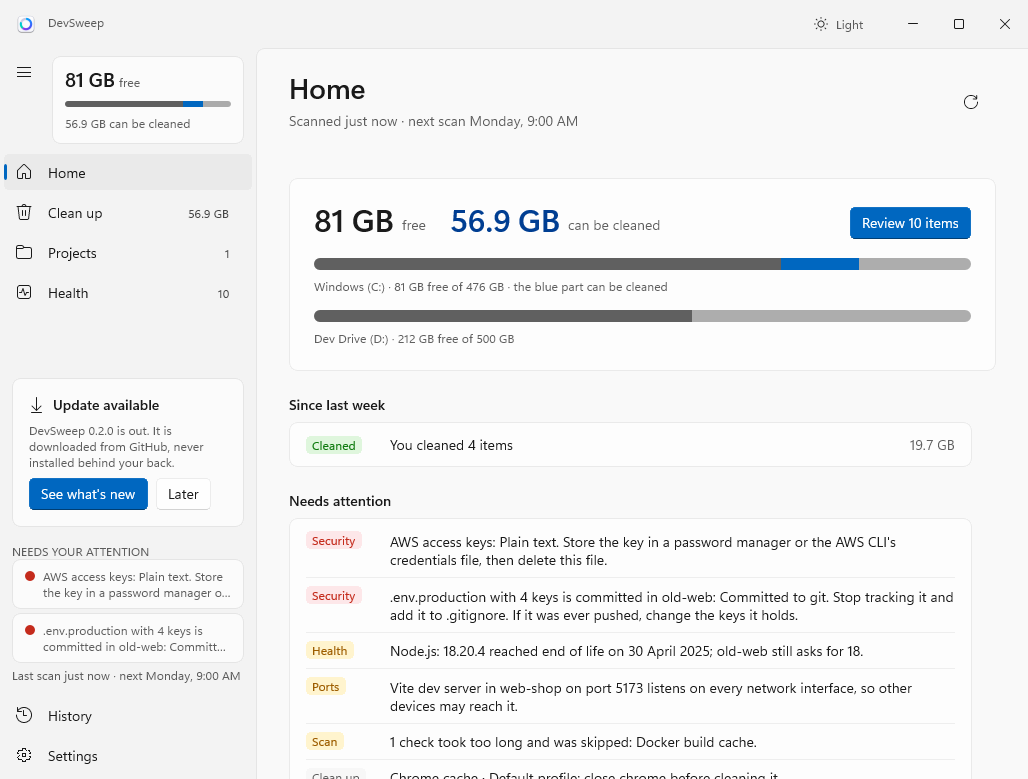 DevSweep
Light
81 GB free
56.9 GB can be cleaned
Home
Clean up 56.9 GB
Projects 1
Health 10
Update available
DevSweep 0.2.0 is out. It is
downloaded from GitHub, never
installed behind your back.
See what's new Later
NEEDS YOUR ATTENTION
AWS access keys: Plain text. Store
the key in a password manager o...
.env.production with 4 keys is
committed in old-web: Committ...
Last scan just now · next Monday, 9:00 AM
History
Settings
Home
Scanned just now · next scan Monday, 9:00 AM
81 GB free 56.9 GB can be cleaned
Review 10 items
Windows (C:) · 81 GB free of 476 GB · the blue part can be cleaned
Dev Drive (D:) · 212 GB free of 500 GB
Since last week
Cleaned You cleaned 4 items 19.7 GB
Needs attention
Security AWS access keys: Plain text. Store the key in a password manager or the AWS CLI's
credentials file, then delete this file.
Security .env.production with 4 keys is committed in old-web: Committed to git. Stop tracking it and
add it to .gitignore. If it was ever pushed, change the keys it holds.
Health Node.js: 18.20.4 reached end of life on 30 April 2025; old-web still asks for 18.
Ports Vite dev server in web-shop on port 5173 listens on every network interface, so other
devices may reach it.
Scan 1 check took too long and was skipped: Docker build cache.
Clean up Chrome cache · Default profile: close chrome before cleaning it